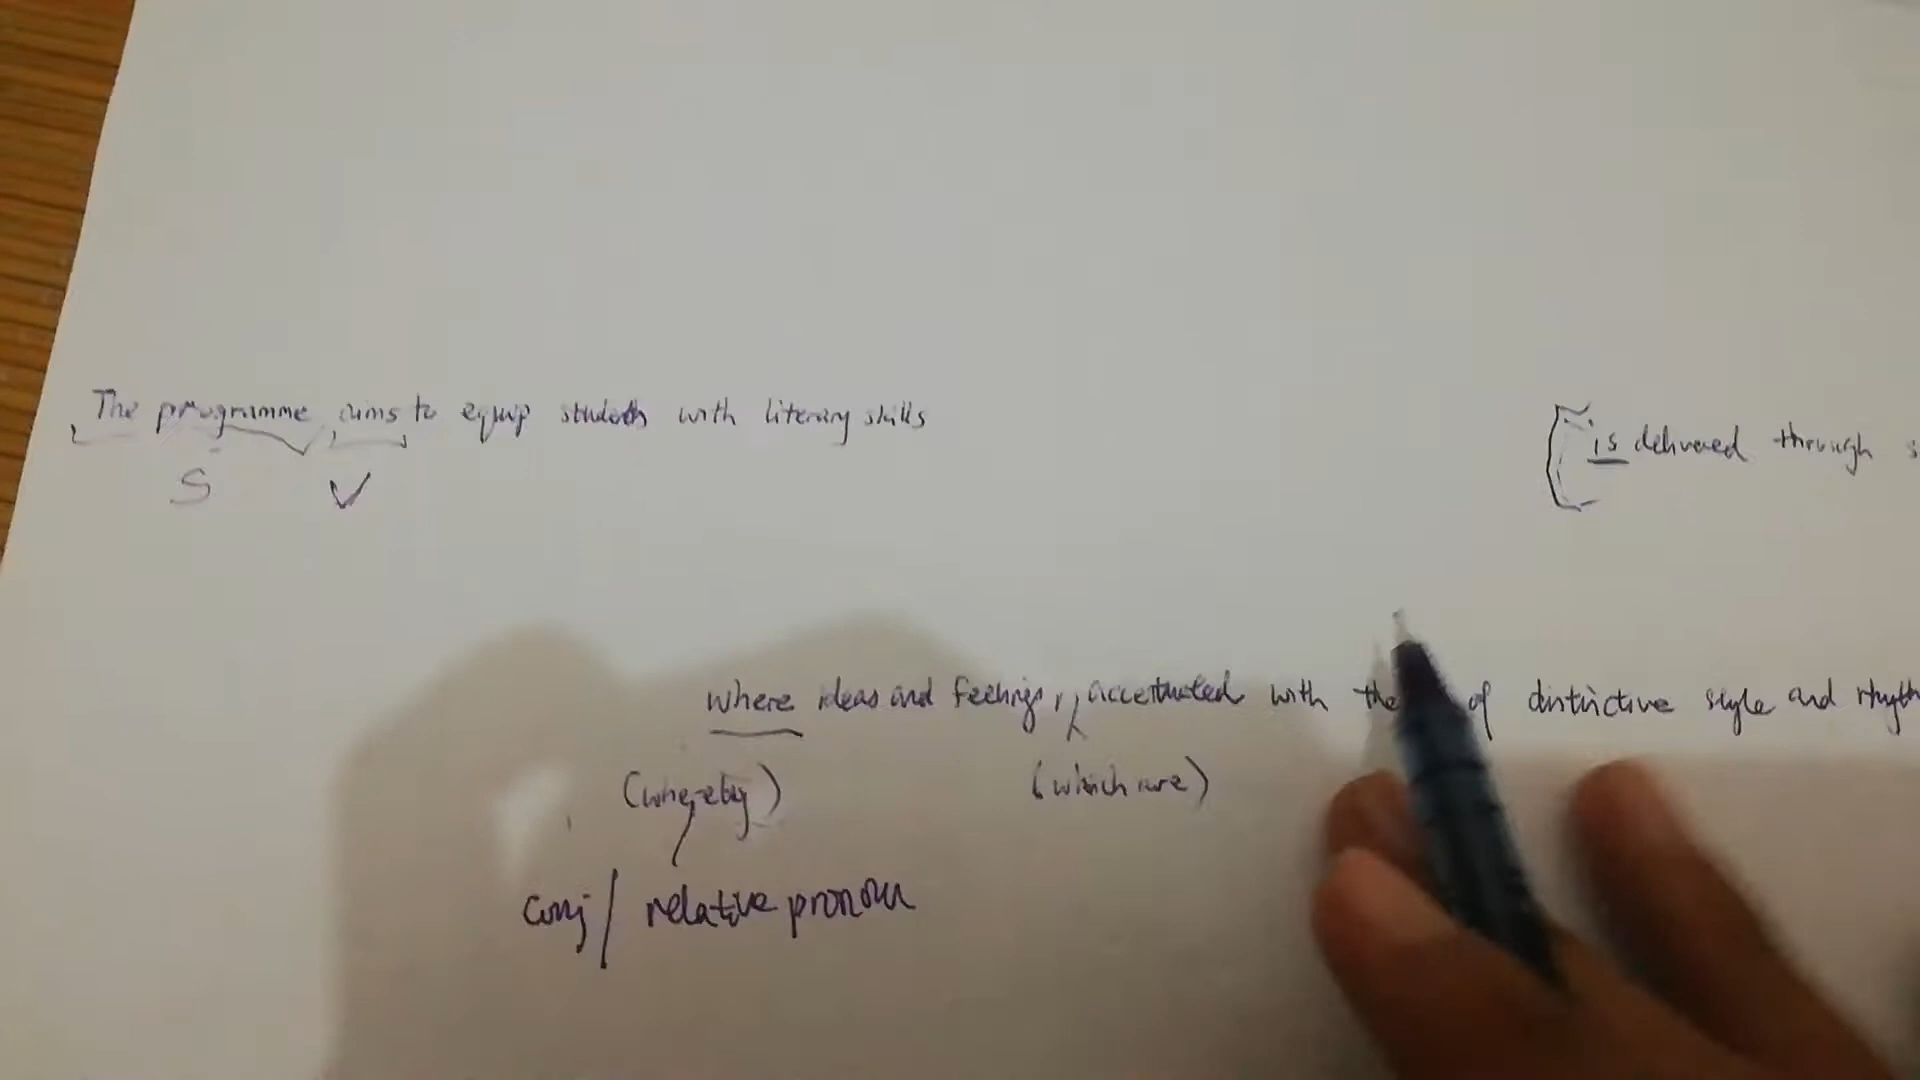 The programme aims to equip students with literary skills
S V
is delivered through
where ideas and feelings, accentuated with the of distinctive style and
(whereby) (which are)
conj / relative pronoun